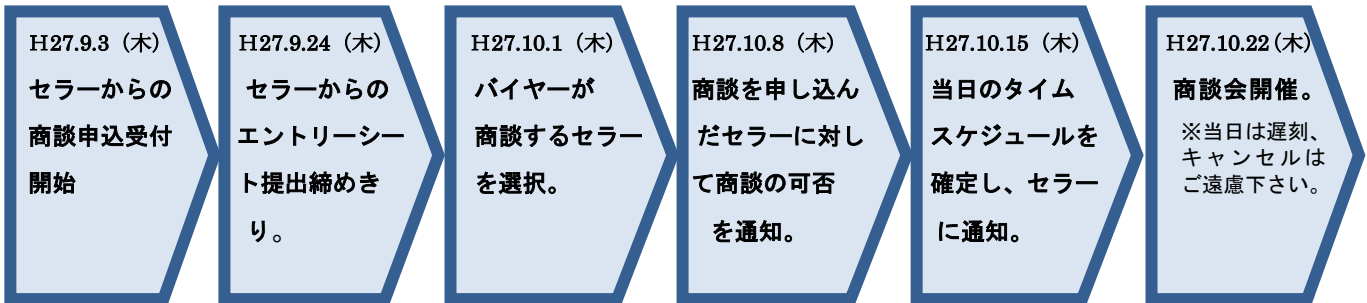 H27.9.3（木）
セラーからの
商談申込受付
開始
H27.9.24（木）
セラーからの
エントリーシー
ト提出締めき
り。
H27.10.1（木）
バイヤーが
商談するセラー
を選択。
H27.10.8（木）
商談を申し込ん
だセラーに対し
て商談の可否
を通知。
H27.10.15（木）
当日のタイム
スケジュールを
確定し、セラー
に通知。
H27.10.22（木）
商談会開催。
※当日は遅刻、
キャンセルは
ご遠慮下さい。